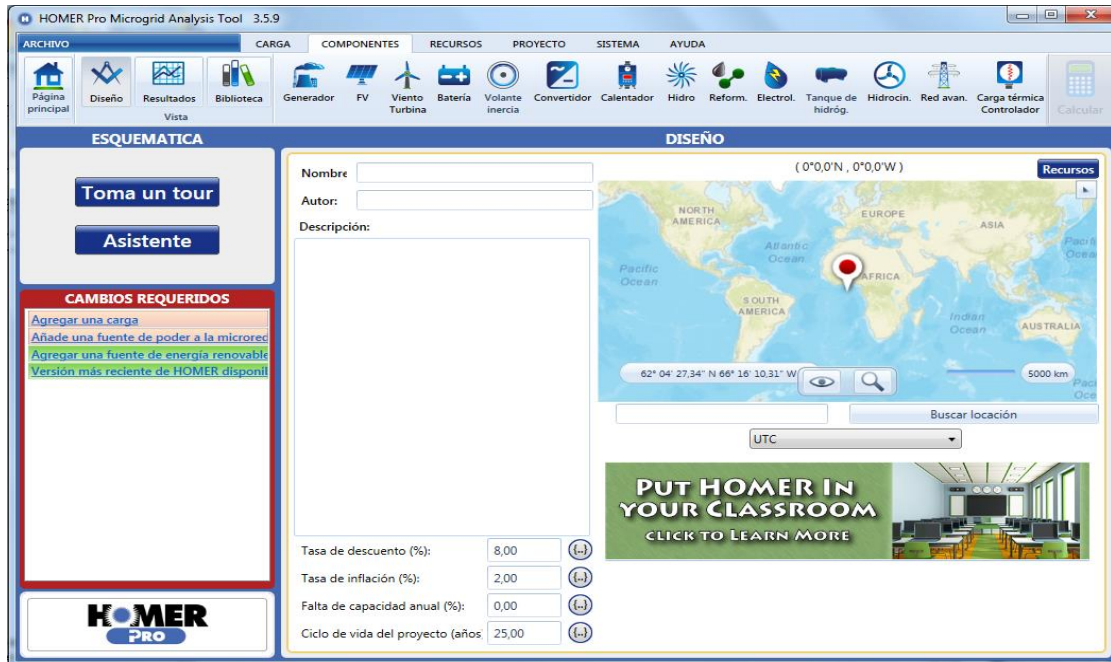 HOMER Pro Microgrid Analysis Tool 3.5.9
ARCHIVO CARGA COMPONENTES RECURSOS PROYECTO SISTEMA AYUDA
Página principal
Diseño
Resultados
Biblioteca
Vista
Generador
FV
Viento Turbina
Batería
Volante inercia
Convertidor
Calentador
Hidro
Reform.
Electrol.
Tanque de hidróg.
Hidrocin.
Red avan.
Carga térmica Controlador
Calcular
ESQUEMATICA
Toma un tour
Asistente
CAMBIOS REQUERIDOS
Agregar una carga
Añade una fuente de poder a la microred
Agregar una fuente de energía renovable
Versión más reciente de HOMER disponil
HOMER
PRO
DISEÑO
Nombre
Autor:
Descripción:
Tasa de descuento (%): 8,00 {..}
Tasa de inflación (%): 2,00 {..}
Falta de capacidad anual (%): 0,00 {..}
Ciclo de vida del proyecto (años 25,00 {..}
( 0°0,0'N , 0°0,0'W )
Recursos
NORTH AMERICA
EUROPE
ASIA
Atlantic Ocean
Pacific Ocean
AFRICA
SOUTH AMERICA
Indian Ocean
AUSTRALIA
62° 04' 27,34" N 66° 16' 10,31" W
5000 km
Buscar locación
UTC
PUT HOMER IN
YOUR CLASSROOM
CLICK TO LEARN MORE